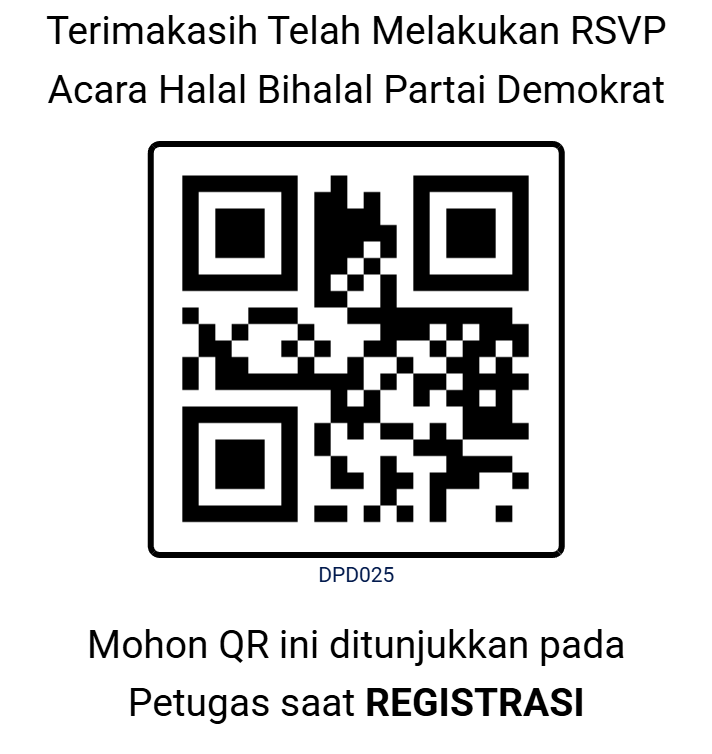 Terimakasih Telah Melakukan RSVP
Acara Halal Bihalal Partai Demokrat
DPD025
Mohon QR ini ditunjukkan pada
Petugas saat REGISTRASI